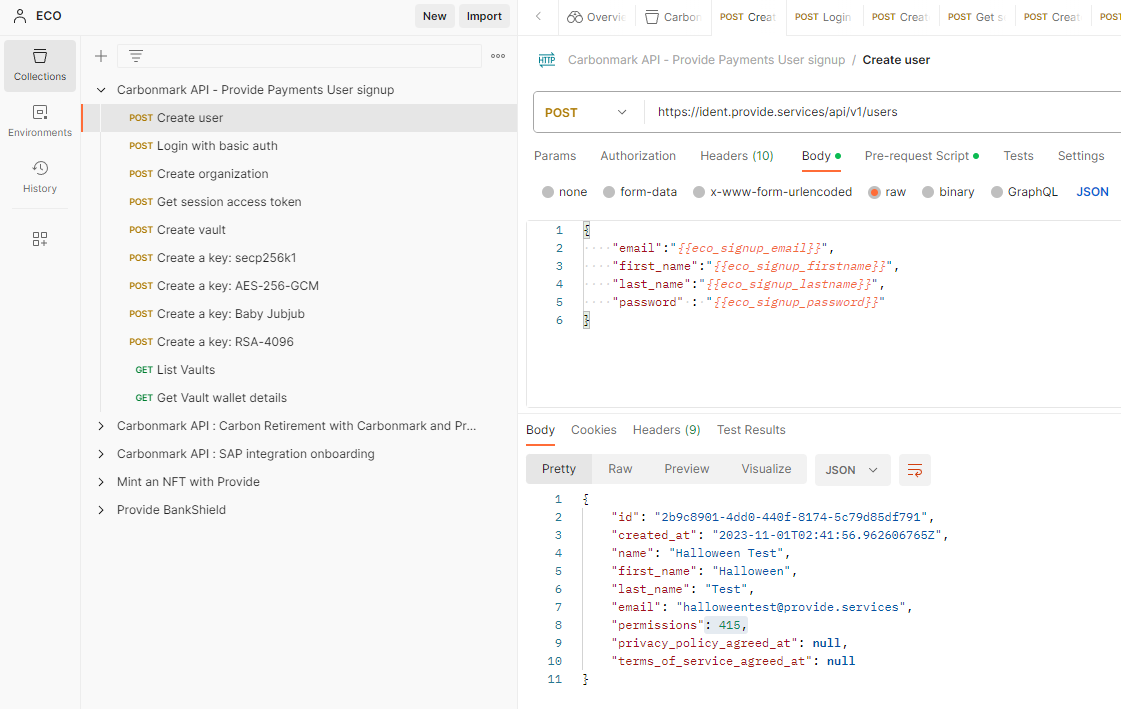 ECO
New
Import
Collections
Environments
History
Carbonmark API - Provide Payments User signup
POST Create user
POST Login with basic auth
POST Create organization
POST Get session access token
POST Create vault
POST Create a key: secp256k1
POST Create a key: AES-256-GCM
POST Create a key: Baby Jubjub
POST Create a key: RSA-4096
GET List Vaults
GET Get Vault wallet details
Carbonmark API : Carbon Retirement with Carbonmark and Pr...
Carbonmark API : SAP integration onboarding
Mint an NFT with Provide
Provide BankShield
Overvi Carbon POST Creat POST Login POST Creat POST Get s POST Creat POST
HTTP Carbonmark API - Provide Payments User signup / Create user
POST https://ident.provide.services/api/v1/users
Params Authorization Headers (10) Body Pre-request Script Tests Settings
none form-data x-www-form-urlencoded raw binary GraphQL JSON
1 {
2 "email":"{{eco_signup_email}}",
3 "first_name":"{{eco_signup_firstname}}",
4 "last_name":"{{eco_signup_lastname}}",
5 "password" : "{{eco_signup_password}}"
6 }
Body Cookies Headers (9) Test Results
Pretty Raw Preview Visualize JSON
1 {
2 "id": "2b9c8901-4dd0-440f-8174-5c79d85df791",
3 "created_at": "2023-11-01T02:41:56.962606765Z",
4 "name": "Halloween Test",
5 "first_name": "Halloween",
6 "last_name": "Test",
7 "email": "halloweentest@provide.services",
8 "permissions": 415,
9 "privacy_policy_agreed_at": null,
10 "terms_of_service_agreed_at": null
11 }